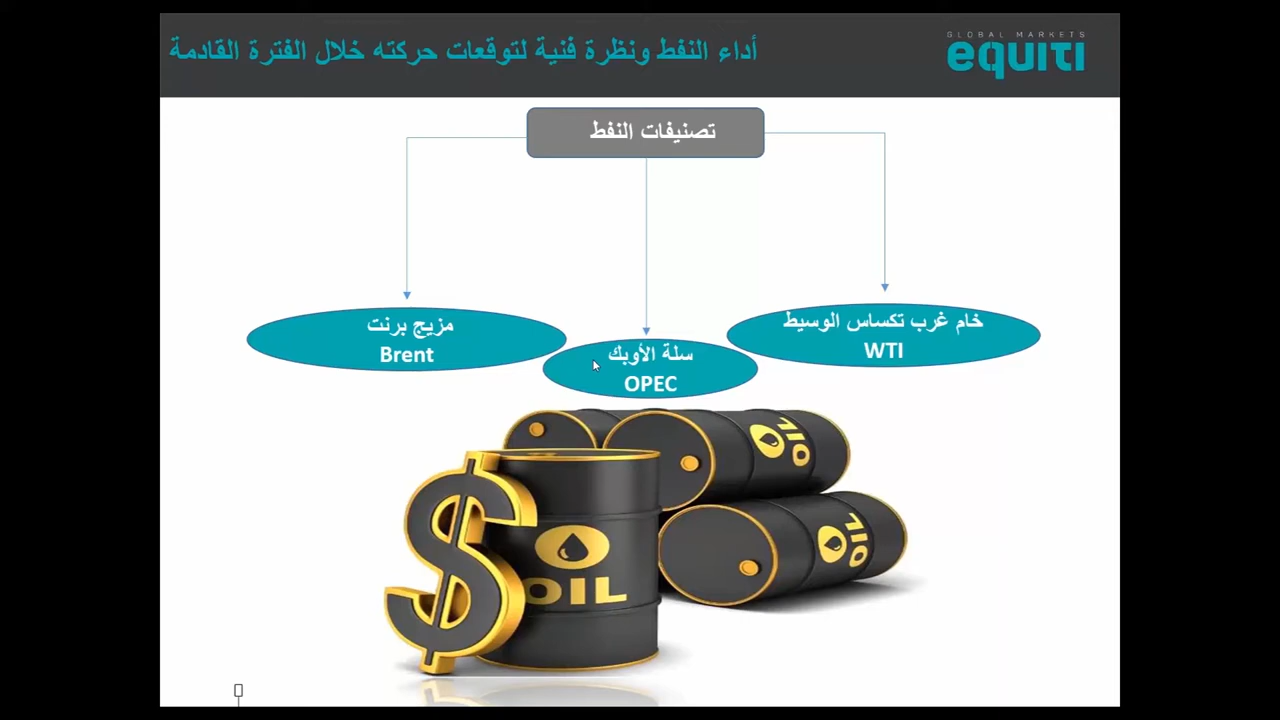 أداء النفط ونظرة فنية لتوقعات حركته خلال الفترة القادمة
GLOBAL MARKETS
equiti
تصنيفات النفط
خام غرب تكساس الوسيط
WTI
سلة الأوبك
OPEC
مزيج برنت
Brent
OIL
OIL
OIL